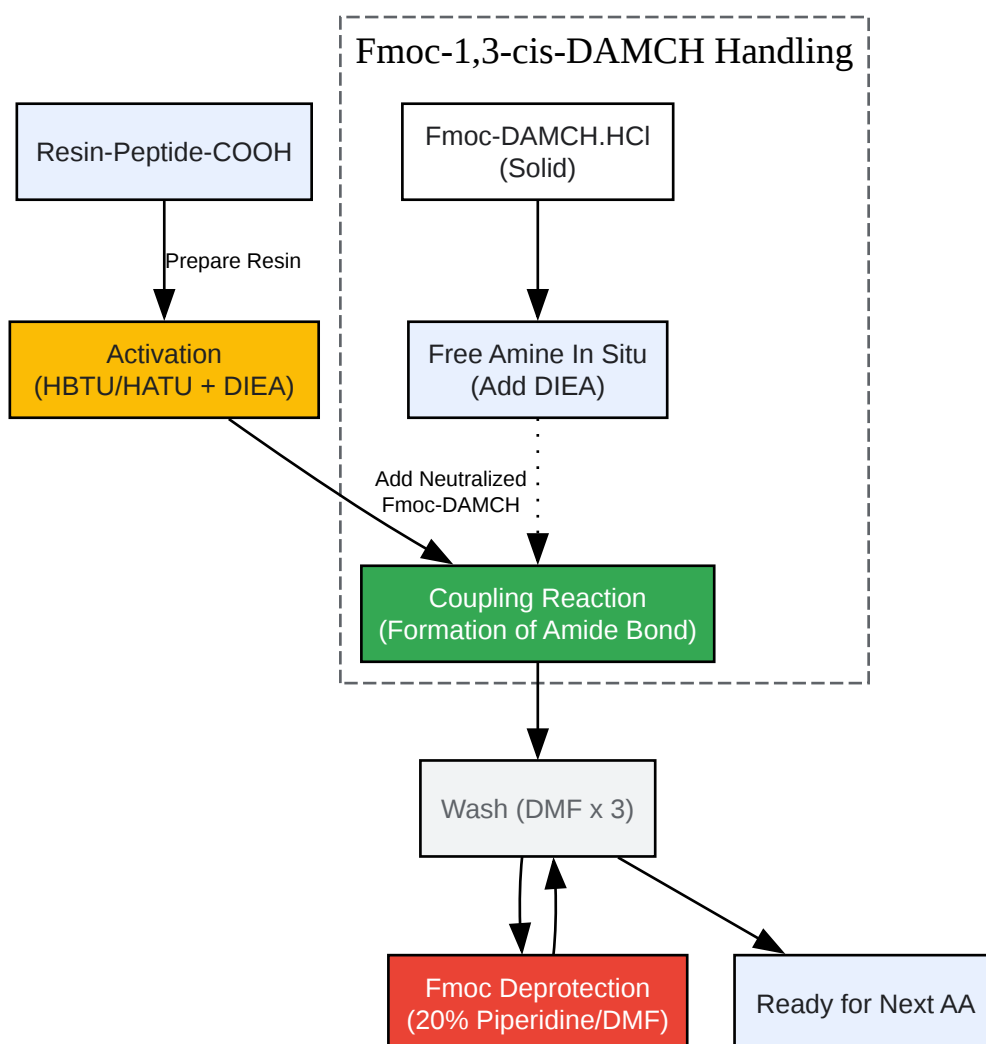 Fmoc-1,3-cis-DAMCH Handling
Resin-Peptide-COOH
Fmoc-DAMCH.HCl
(Solid)
Prepare Resin
Activation
(HBTU/HATU + DIEA)
Free Amine In Situ
(Add DIEA)
Add Neutralized
Fmoc-DAMCH
Coupling Reaction
(Formation of Amide Bond)
Wash (DMF x 3)
Fmoc Deprotection
(20% Piperidine/DMF)
Ready for Next AA